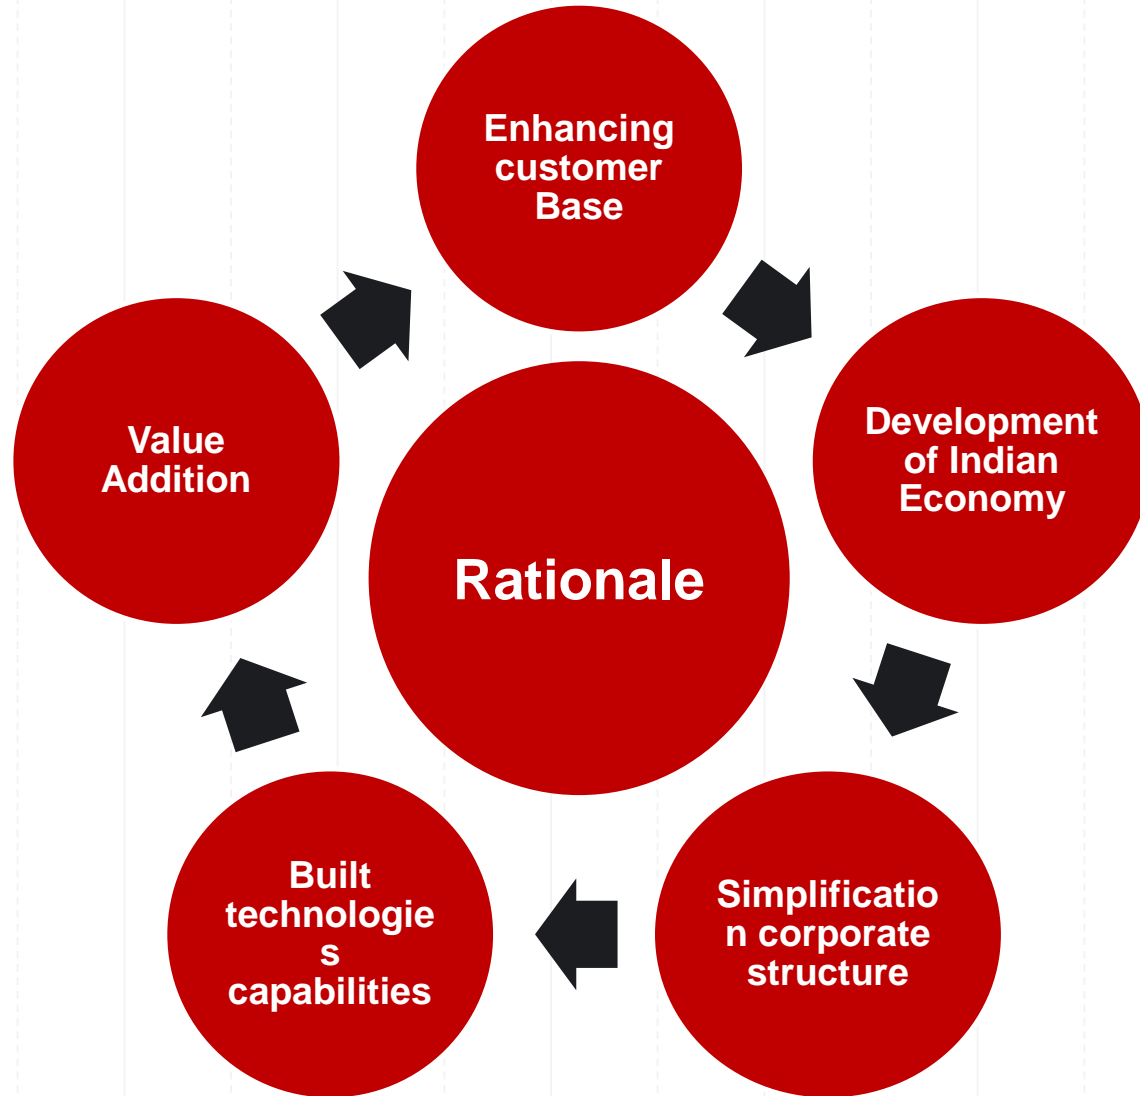 Enhancing
customer
Base
Development
of Indian
Economy
Value
Addition
Rationale
Simplificatio
n corporate
structure
Built
technologie
s
capabilities